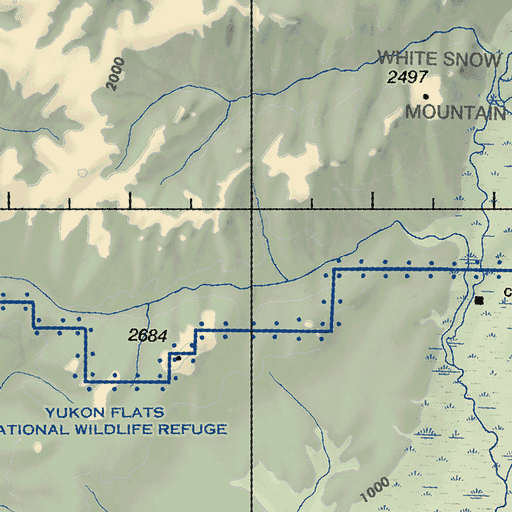 WHITE SNOW
2000
2497
MOUNTAIN
C
2684
YUKON FLATS
ATIONAL WILDLIFE REFUGE
1000